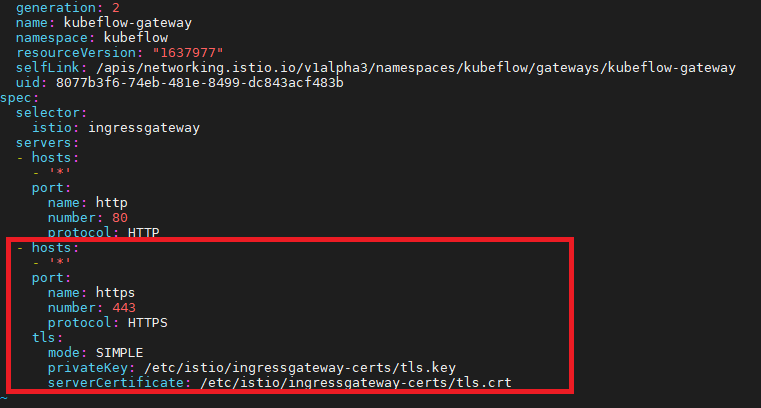 generation: 2
name: kubeflow-gateway
namespace: kubeflow
resourceVersion: "1637977"
selfLink: /apis/networking.istio.io/v1alpha3/namespaces/kubeflow/gateways/kubeflow-gateway
uid: 8077b3f6-74eb-481e-8499-dc843acf483b
spec:
selector:
istio: ingressgateway
servers:
- hosts:
- '*'
port:
name: http
number: 80
protocol: HTTP
- hosts:
- '*'
port:
name: https
number: 443
protocol: HTTPS
tls:
mode: SIMPLE
privateKey: /etc/istio/ingressgateway-certs/tls.key
serverCertificate: /etc/istio/ingressgateway-certs/tls.crt
~